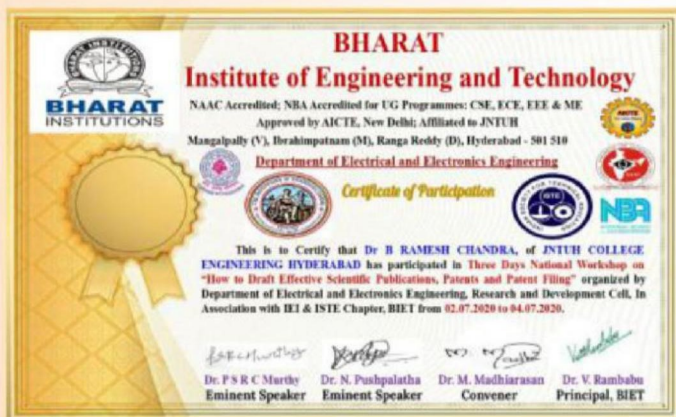 BHARAT
Institute of Engineering and Technology
BHARAT
INSTITUTIONS
NAAC Accredited; NBA Accredited for UG Programmes: CSE, ECE, EEE & ME
Approved by AICTE, New Delhi; Affiliated to JNTUH
Mangalpally (V), Ibrahimpatnam (M), Ranga Reddy (D), Hyderabad - 501 510
Department of Electrical and Electronics Engineering
Certificate of Participation
ISTE
NBA
This is to Certify that Dr B RAMESH CHANDRA, of JNTUH COLLEGE
ENGINEERING HYDERABAD has participated in Three Days National Workshop on
"How to Draft Effective Scientific Publications, Patents and Patent Filing" organized by
Department of Electrical and Electronics Engineering, Research and Development Cell, In
Association with IEI & ISTE Chapter, BIET from 02.07.2020 to 04.07.2020.
Dr. P S R C Murthy
Dr. N. Pushpalatha
Dr. M. Madhiarasan
Dr. V. Rambabu
Eminent Speaker
Eminent Speaker
Convener
Principal, BIET